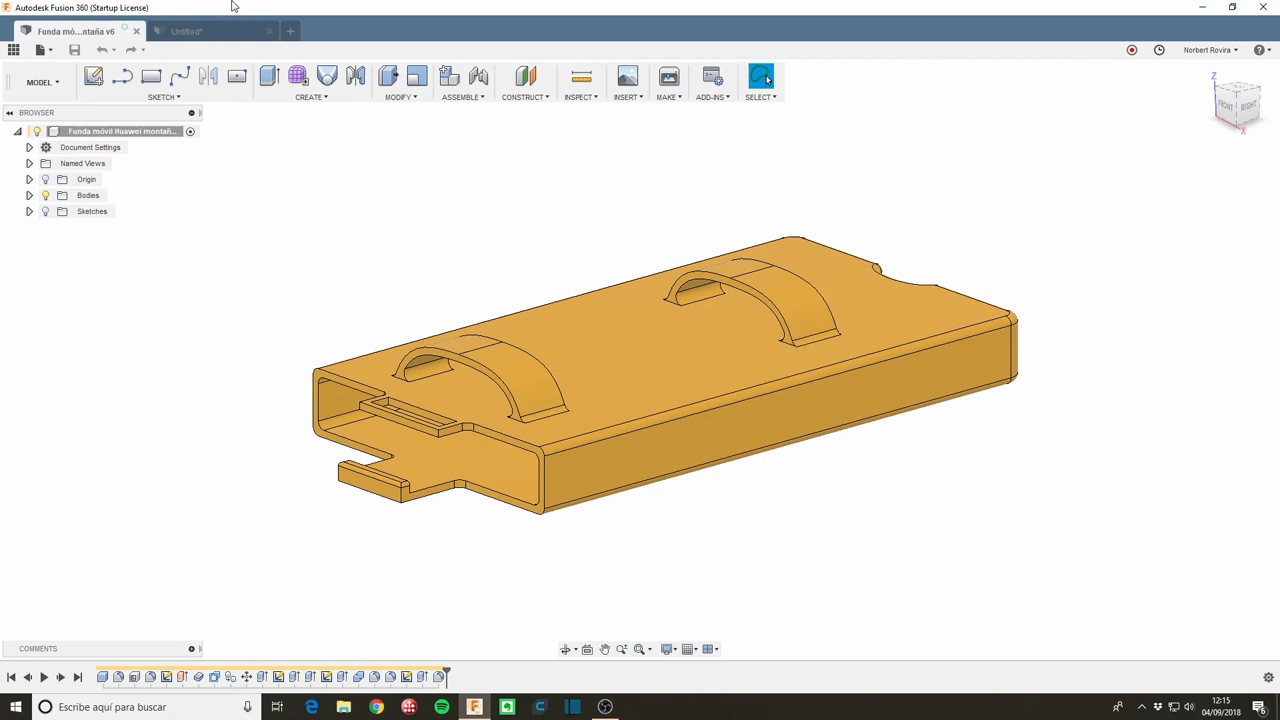 Autodesk Fusion 360 (Startup License)
Funda mó...ntaña v6
Untitled*
Norbert Rovira
MODEL
SKETCH
CREATE
MODIFY
ASSEMBLE
CONSTRUCT
INSPECT
INSERT
MAKE
ADD-INS
SELECT
BROWSER
Z
FRONT
RIGHT
X
Funda móvil Huawei montañ...
Document Settings
Named Views
Origin
Bodies
Sketches
COMMENTS
Escribe aquí para buscar
12:15
04/09/2018